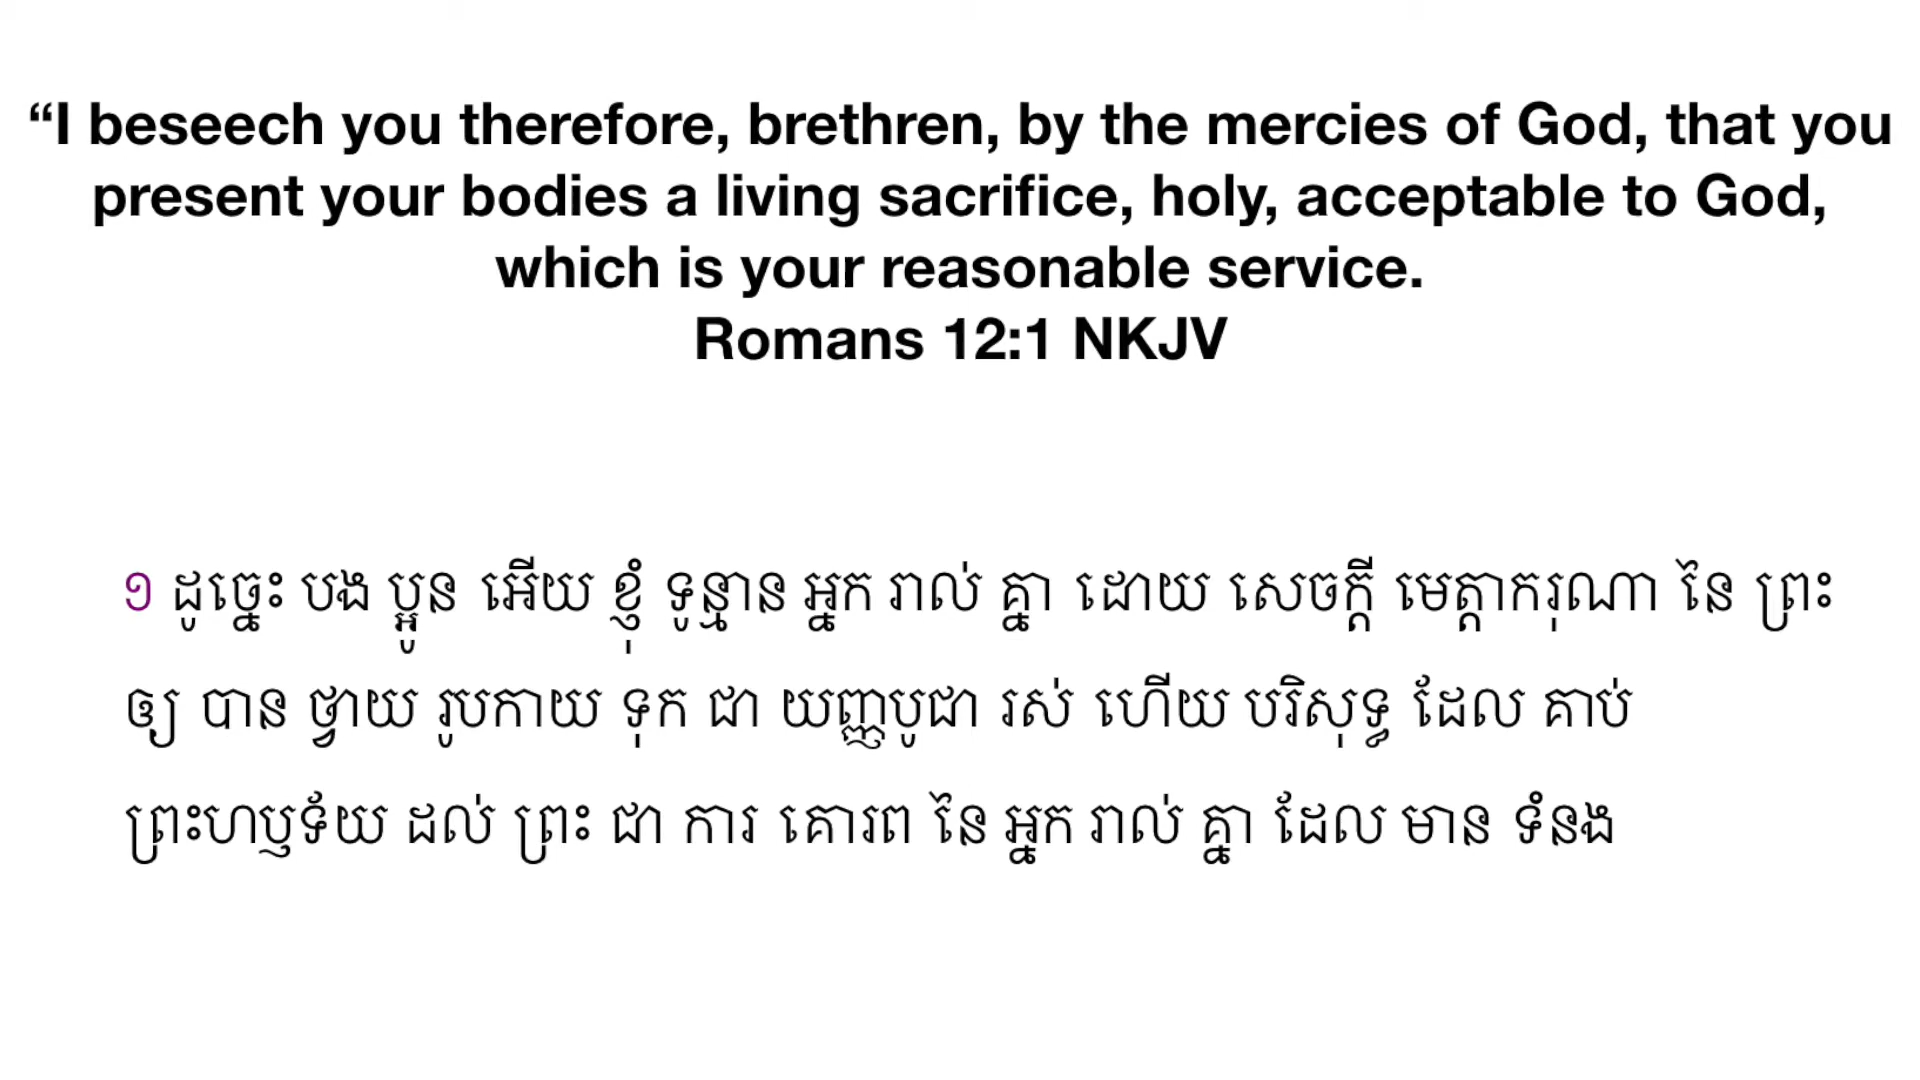 “I beseech you therefore, brethren, by the mercies of God, that you
present your bodies a living sacrifice, holy, acceptable to God,
which is your reasonable service.
Romans 12:1 NKJV
១ ដូច្នេះ បង ប្អូន អើយ ខ្ញុំ ទូន្មាន អ្នក រាល់ គ្នា ដោយ សេចក្តី មេត្តាករុណា នៃ ព្រះ
ឲ្យ បាន ថ្វាយ រូបកាយ ទុក ជា យញ្ញបូជា រស់ ហើយ បរិសុទ្ធ ដែល គាប់
ព្រះហឫទ័យ ដល់ ព្រះ ជា ការ គោរព នៃ អ្នក រាល់ គ្នា ដែល មាន ទំនង